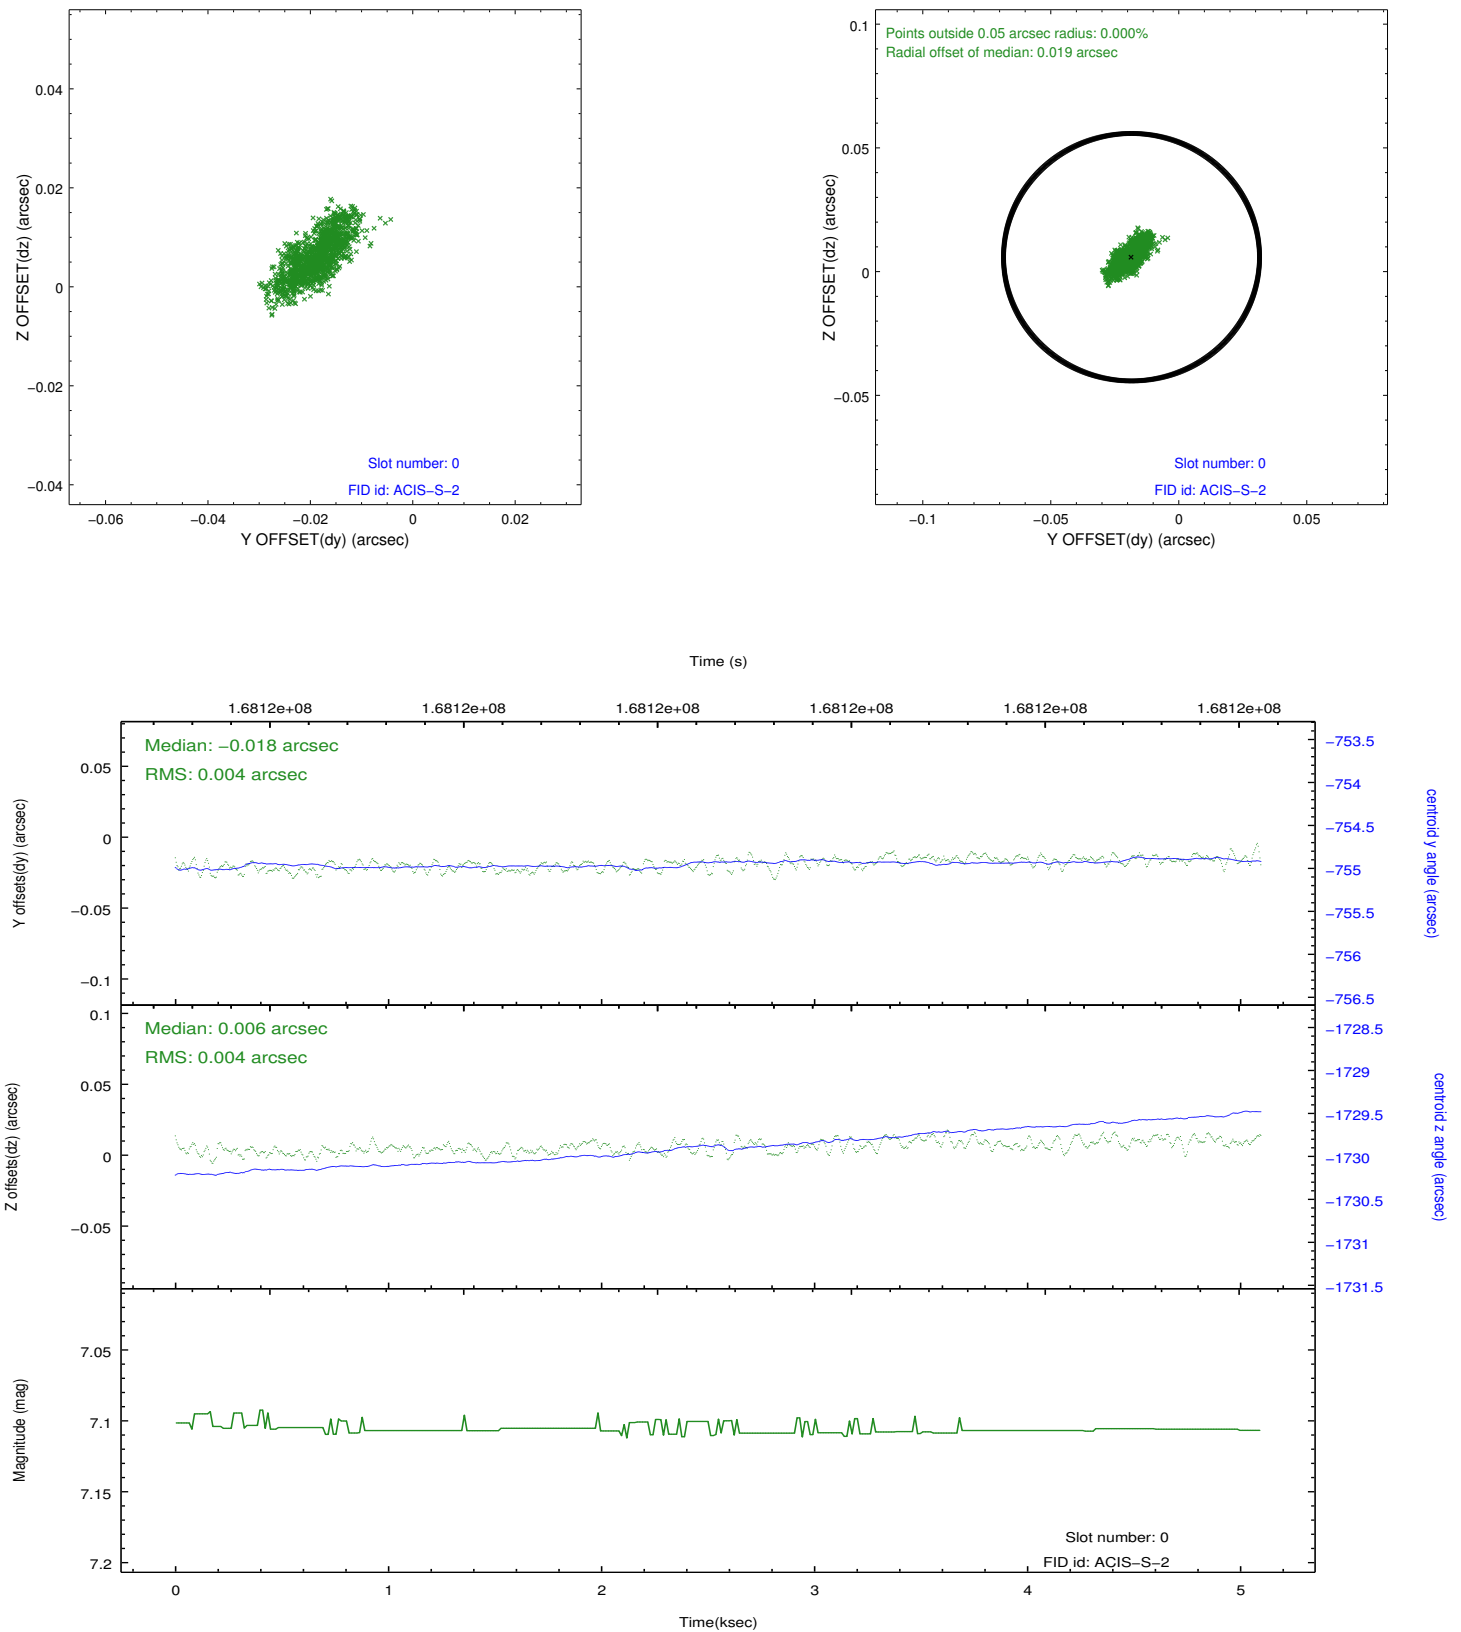 0.04
0.02
0
−0.02
−0.04
Z OFFSET(dz) (arcsec)
Slot number: 0
FID id: ACIS−S−2
−0.06
−0.04
−0.02
0
0.02
Y OFFSET(dy) (arcsec)
Points outside 0.05 arcsec radius: 0.000%
Radial offset of median: 0.019 arcsec
0.1
0.05
0
−0.05
Z OFFSET(dz) (arcsec)
Slot number: 0
FID id: ACIS−S−2
−0.1
−0.05
0
0.05
Y OFFSET(dy) (arcsec)
Time (s)
1.6812e+08
1.6812e+08
1.6812e+08
1.6812e+08
1.6812e+08
1.6812e+08
Median: −0.018 arcsec
RMS: 0.004 arcsec
0.05
0
−0.05
−0.1
Y offsets(dy) (arcsec)
−753.5
−754
−754.5
−755
−755.5
−756
−756.5
centroid y angle (arcsec)
Median: 0.006 arcsec
RMS: 0.004 arcsec
0.1
0.05
0
−0.05
Z offsets(dz) (arcsec)
−1728.5
−1729
−1729.5
−1730
−1730.5
−1731
−1731.5
centroid z angle (arcsec)
7.05
7.1
7.15
7.2
Magnitude (mag)
Slot number: 0
FID id: ACIS−S−2
0
1
2
3
4
5
Time(ksec)